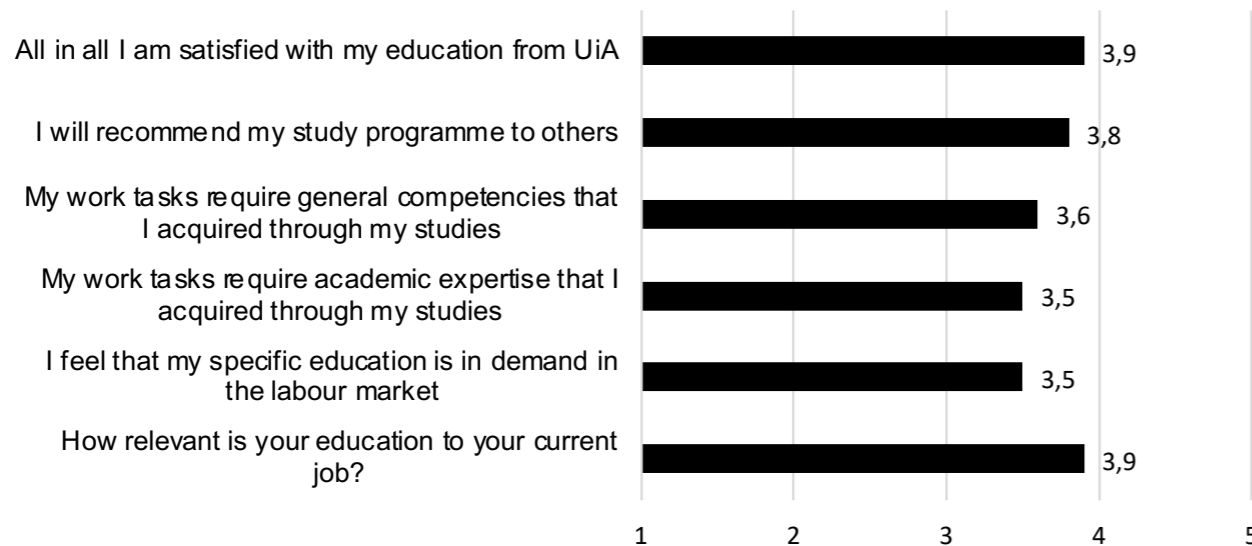 All in all I am satisfied with my education from UiA
3,9
I will recommend my study programme to others
3,8
My work tasks require general competencies that
I acquired through my studies
3,6
My work tasks require academic expertise that I
acquired through my studies
3,5
I feel that my specific education is in demand in
the labour market
3,5
How relevant is your education to your current
job?
3,9
1 2 3 4 5